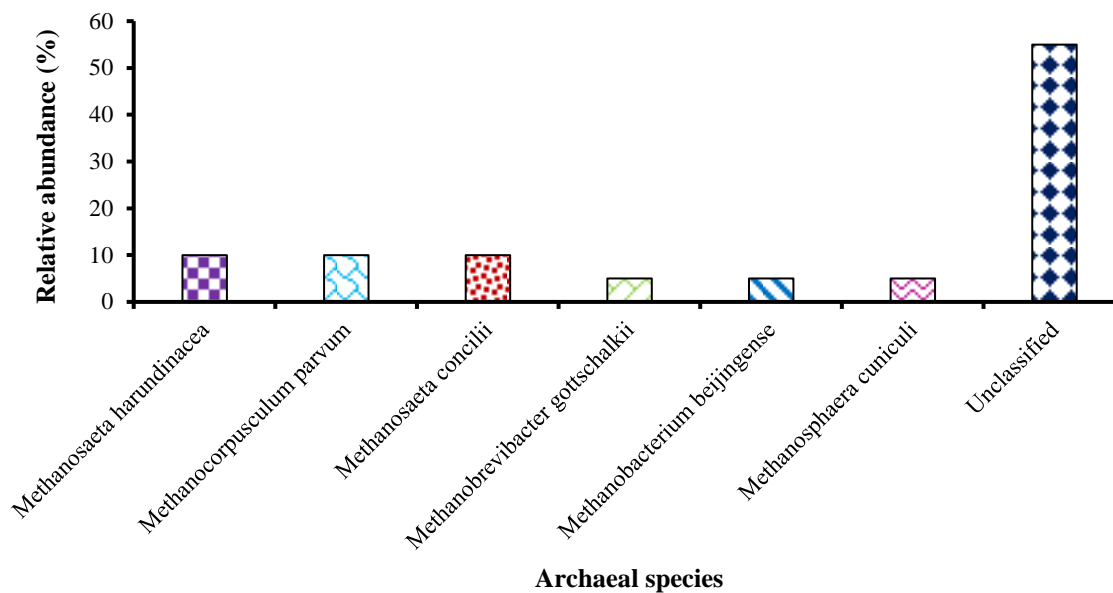 Relative abundance (%)
60
50
40
30
20
10
0
Methanosaeta harundinacea
Methanocorpusculum parvum
Methanosaeta concilii
Methanobrevibacter gottschalkii
Methanobacterium beijingense
Methanosphaera cuniculi
Unclassified
Archaeal species